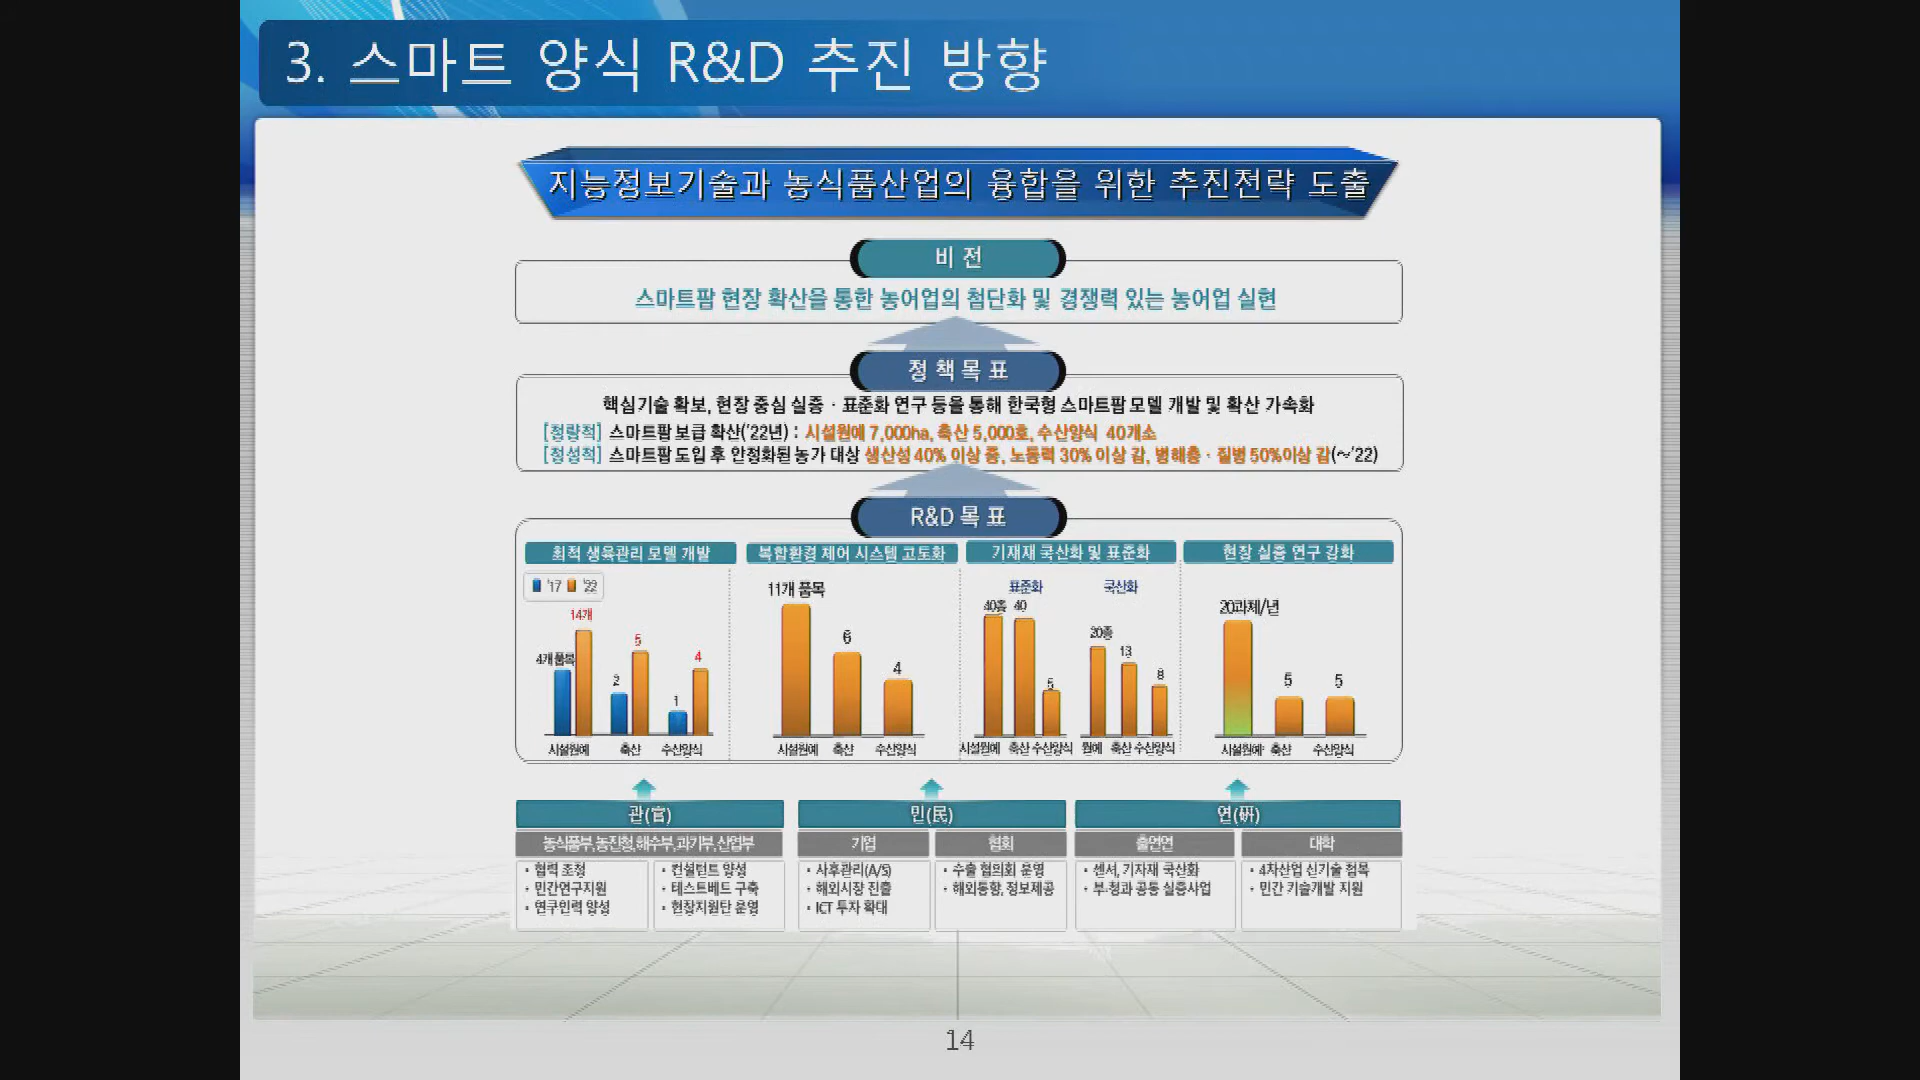 3. 스마트 양식 R&D 추진 방향
지능정보기술과 농식품산업의 융합을 위한 추진전략 도출
비 전
스마트팜 현장 확산을 통한 농어업의 첨단화 및 경쟁력 있는 농어업 실현
정 책 목 표
핵심기술 확보, 현장 중심 실증 · 표준화 연구 등을 통해 한국형 스마트팜 모델 개발 및 확산 가속화
[정량적] 스마트팜 보급 확산('22년) : 시설원예 7,000ha, 축산 5,000호, 수산양식 40개소
[정성적] 스마트팜 도입 후 안정화된 농가 대상 생산성 40% 이상 증, 노동력 30% 이상 감, 병해충 · 질병 50%이상 감(~'22)
R&D 목 표
최적 생육관리 모델 개발
'17 '22
14개
4개 품목
2
5
1
4
시설원예 축산 수산양식
복합환경 제어 시스템 고도화
11개 품목
6
4
시설원예 축산 수산양식
기재재 국산화 및 표준화
표준화 국산화
40종 40
5
20종
13
8
시설원예 축산 수산양식 원예 축산 수산양식
현장 실증 연구 강화
20과제/년
5
5
시설원예 축산 수산양식
관(官)
농식품부,농진청,해수부,과기부,산업부
· 협력 조정
· 민간연구지원
· 연구인력 양성
· 컨설턴트 양성
· 테스트베드 구축
· 현장지원단 운영
민(民)
기업
· 사후관리(A/S)
· 해외시장 진출
· ICT 투자 확대
협회
· 수출 협의회 운영
· 해외동향, 정보제공
연(硏)
출연연
· 센서, 기자재 국산화
· 부·청과 공동 실증사업
대학
· 4차산업 신기술 접목
· 민간 기술개발 지원
14